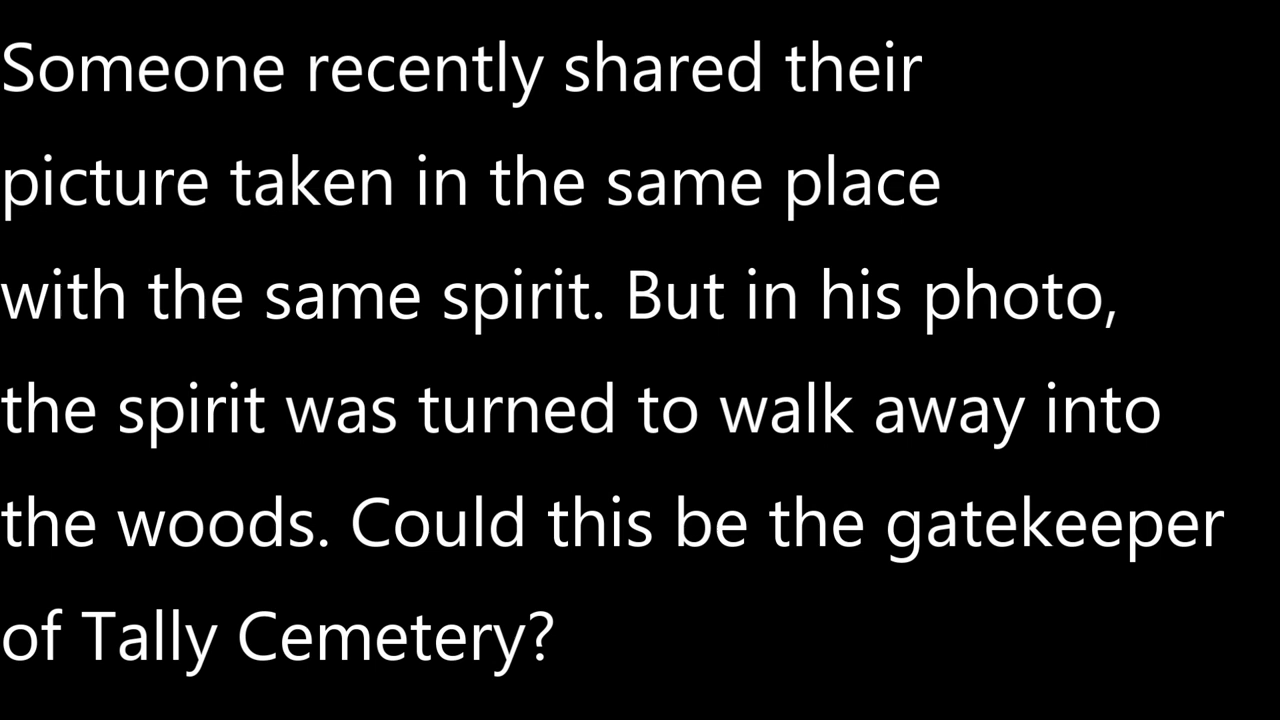 Someone recently shared their
picture taken in the same place
with the same spirit. But in his photo,
the spirit was turned to walk away into
the woods. Could this be the gatekeeper
of Tally Cemetery?